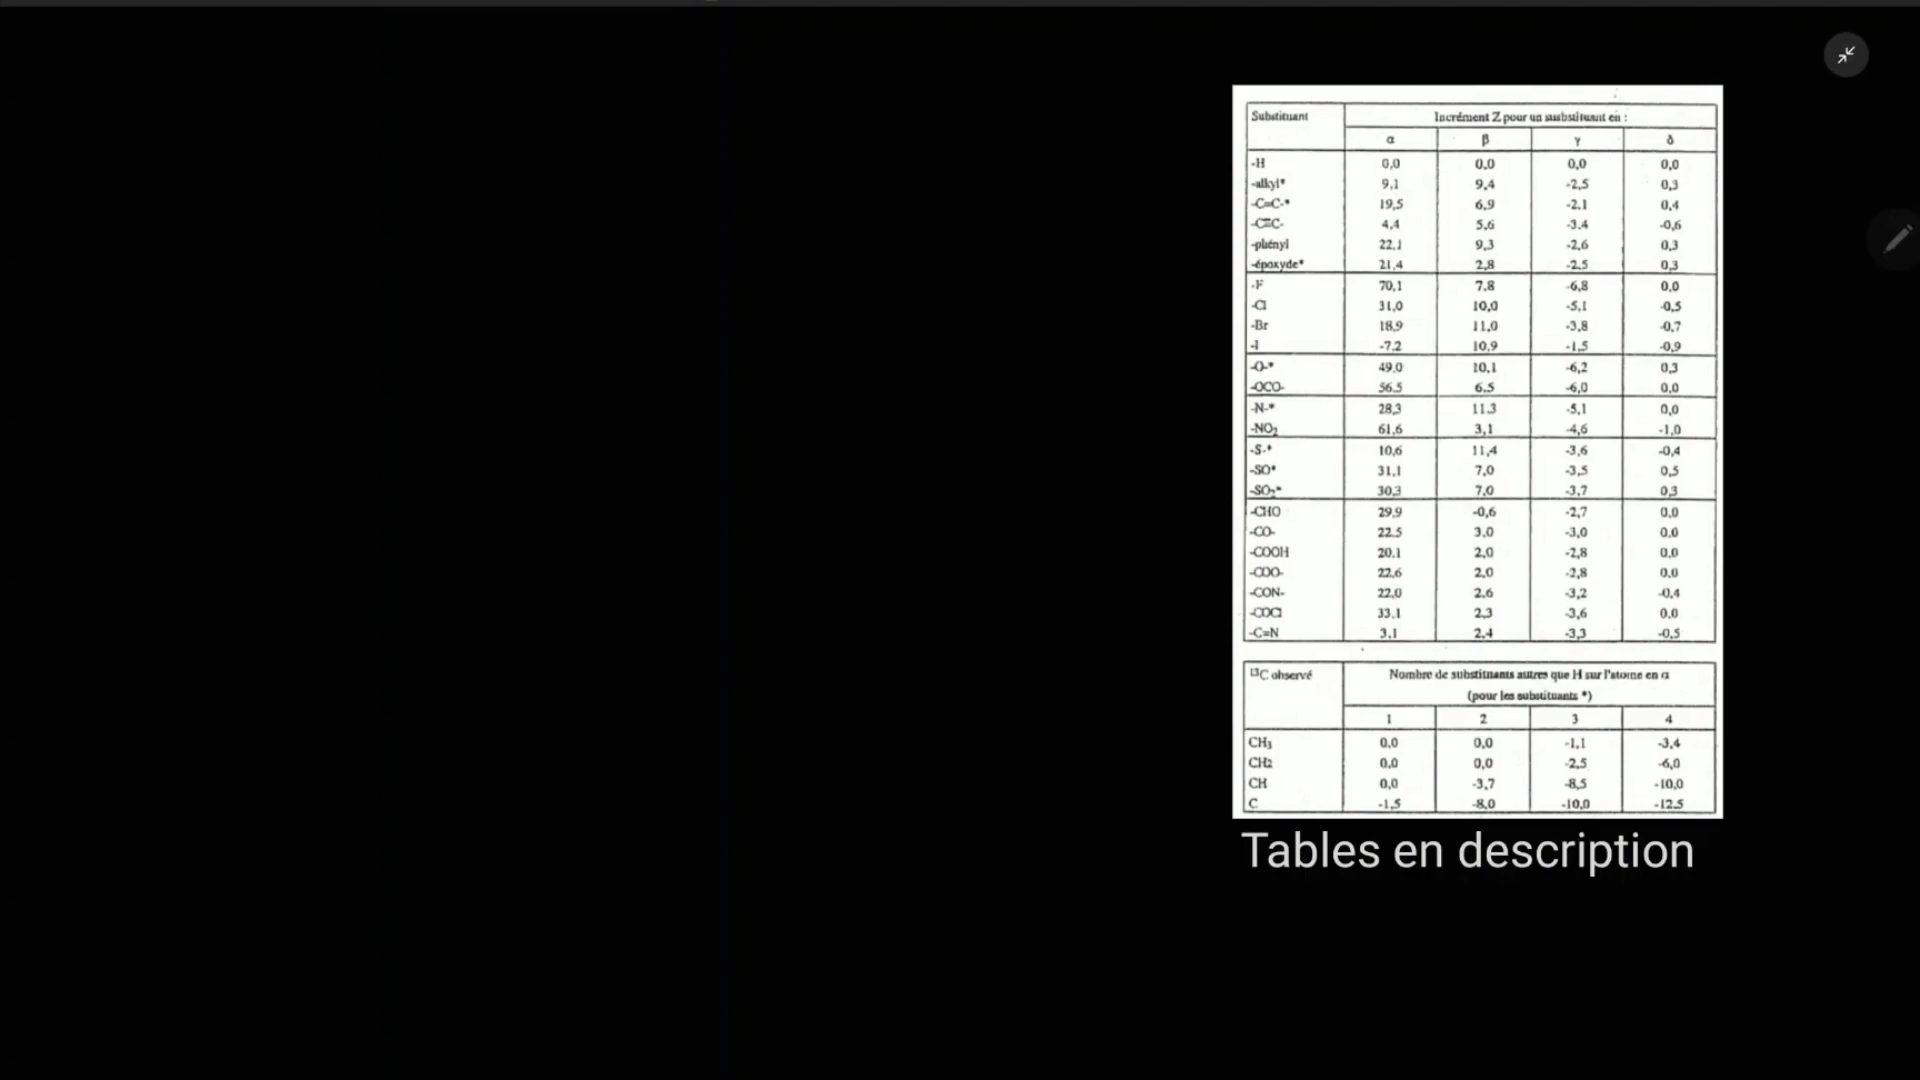 Substituant Incrément Z pour un susbstituant en :
α β γ δ
-H 0,0 0,0 0,0 0,0
-alkyl* 9,1 9,4 -2,5 0,3
-C=C-* 19,5 6,9 -2,1 0,4
-C≡C- 4,4 5,6 -3,4 -0,6
-phényl 22,1 9,3 -2,6 0,3
-époxyde* 21,4 2,8 -2,5 0,3
-F 70,1 7,8 -6,8 0,0
-Cl 31,0 10,0 -5,1 -0,5
-Br 18,9 11,0 -3,8 -0,7
-I -7,2 10,9 -1,5 -0,9
-O-* 49,0 10,1 -6,2 0,3
-OCO- 56,5 6,5 -6,0 0,0
-N-* 28,3 11,3 -5,1 0,0
-NO₂ 61,6 3,1 -4,6 -1,0
-S-* 10,6 11,4 -3,6 -0,4
-SO* 31,1 7,0 -3,5 0,5
-SO₂* 30,3 7,0 -3,7 0,3
-CHO 29,9 -0,6 -2,7 0,0
-CO- 22,5 3,0 -3,0 0,0
-COOH 20,1 2,0 -2,8 0,0
-COO- 22,6 2,0 -2,8 0,0
-CON- 22,0 2,6 -3,2 -0,4
-COCl 33,1 2,3 -3,6 0,0
-C≡N 3,1 2,4 -3,3 -0,5
¹³C observé Nombre de substituants autres que H sur l'atome en α
(pour les substituants *)
1 2 3 4
CH₃ 0,0 0,0 -1,1 -3,4
CH₂ 0,0 0,0 -2,5 -6,0
CH 0,0 -3,7 -8,5 -10,0
C -1,5 -8,0 -10,0 -12,5
Tables en description